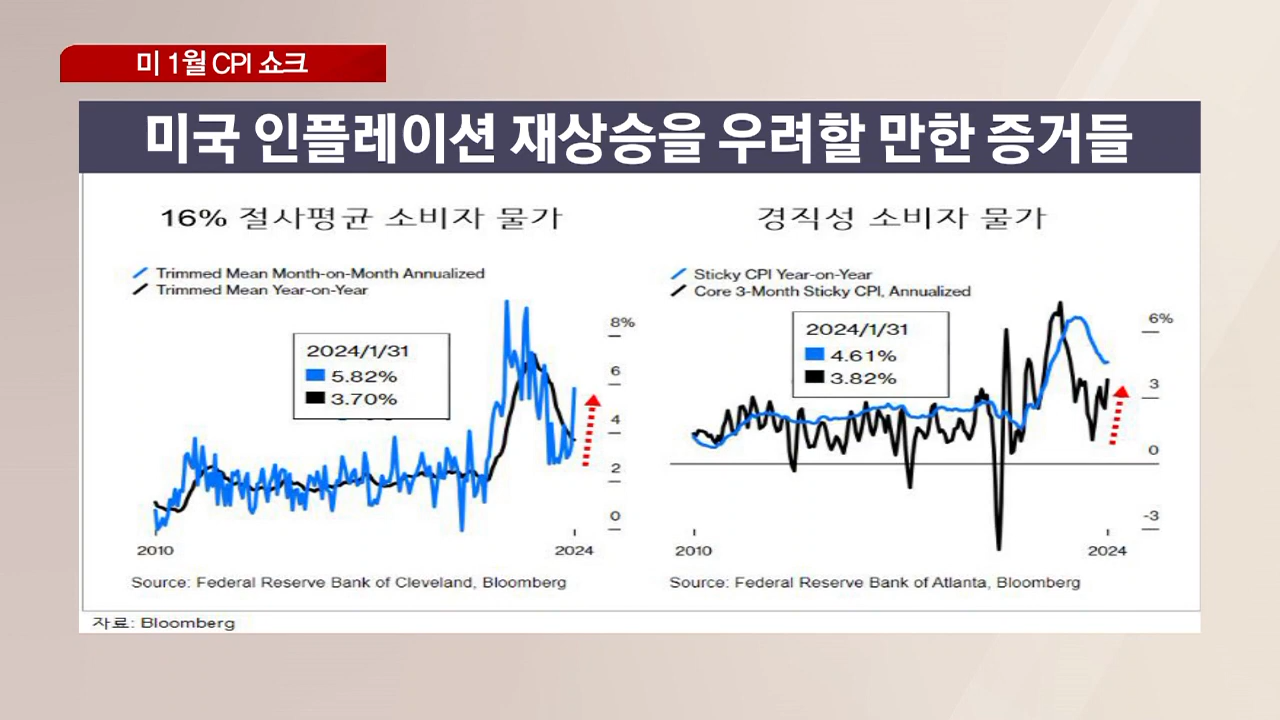 미 1월 CPI 쇼크
미국 인플레이션 재상승을 우려할 만한 증거들
16% 절사평균 소비자 물가
Trimmed Mean Month-on-Month Annualized
Trimmed Mean Year-on-Year
2024/1/31
5.82%
3.70%
8%
6
4
2
0
2010
2024
Source: Federal Reserve Bank of Cleveland, Bloomberg
경직성 소비자 물가
Sticky CPI Year-on-Year
Core 3-Month Sticky CPI, Annualized
2024/1/31
4.61%
3.82%
6%
3
0
-3
2010
2024
Source: Federal Reserve Bank of Atlanta, Bloomberg
자료: Bloomberg